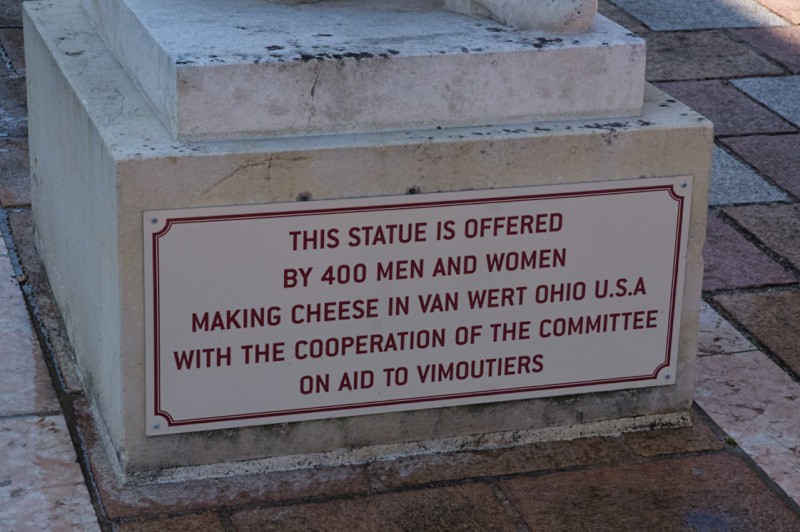 THIS STATUE IS OFFERED
BY 400 MEN AND WOMEN
MAKING CHEESE IN VAN WERT OHIO U.S.A
WITH THE COOPERATION OF THE COMMITTEE
ON AID TO VIMOUTIERS